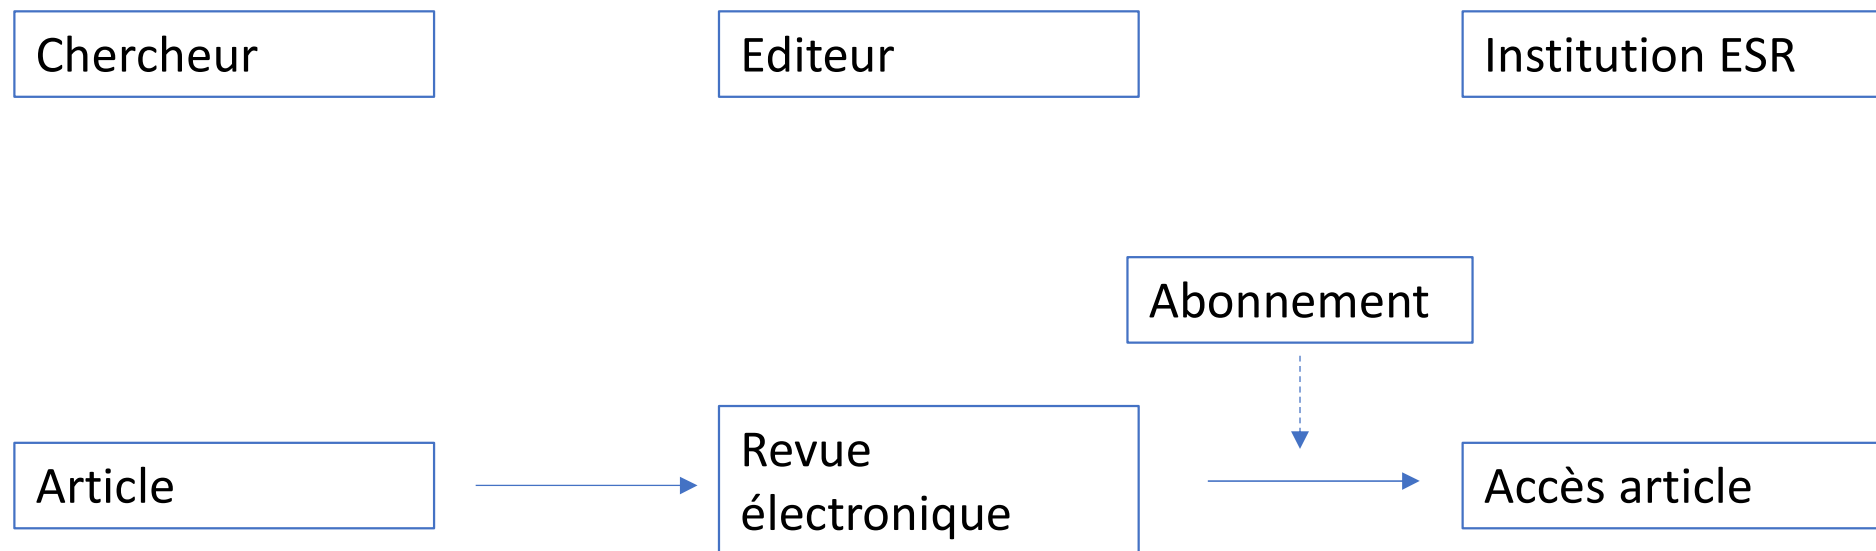 Chercheur
Editeur
Institution ESR
Abonnement
Article
Revue
électronique
Accès article